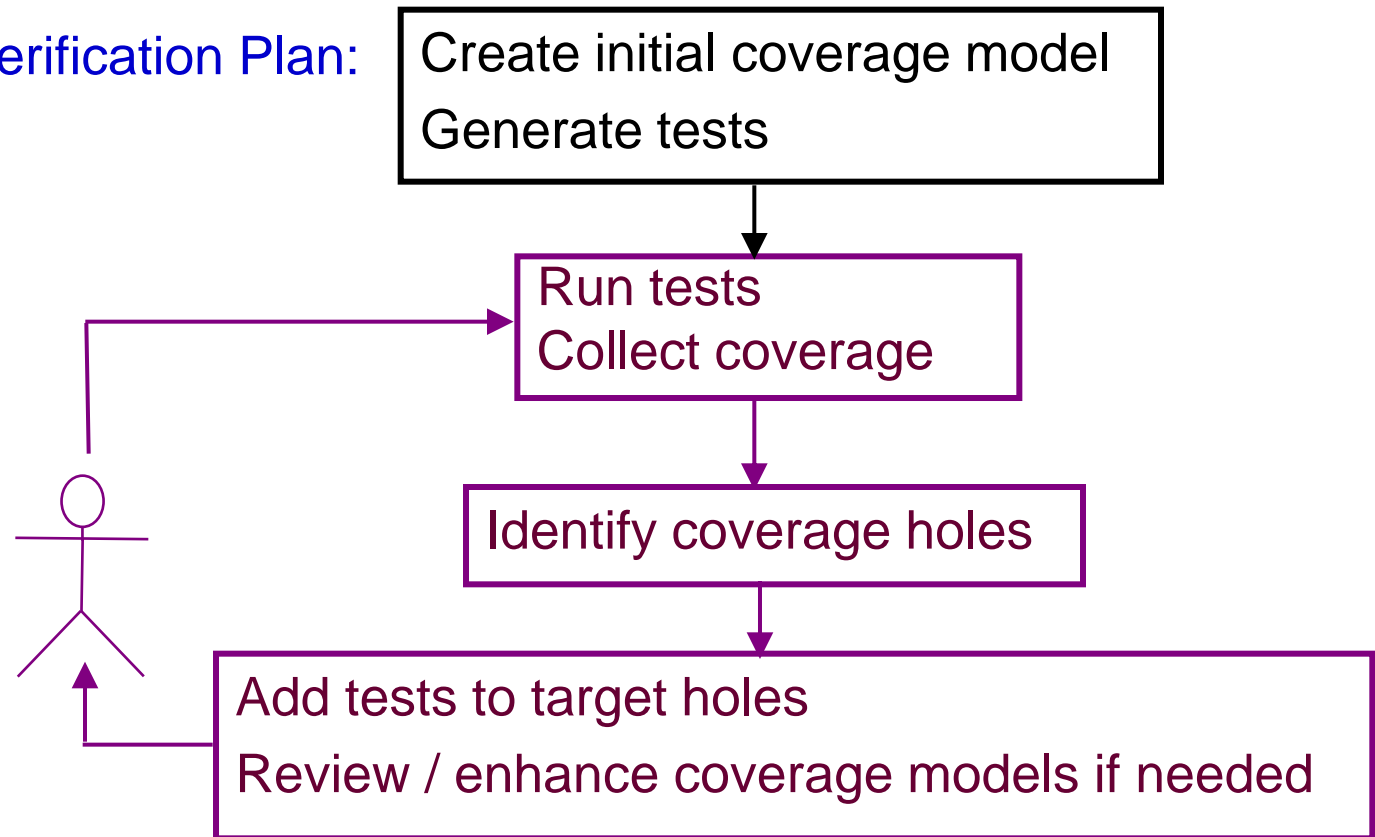 erification Plan:
Create initial coverage model
Generate tests
Run tests
Collect coverage
Identify coverage holes
Add tests to target holes
Review / enhance coverage models if needed